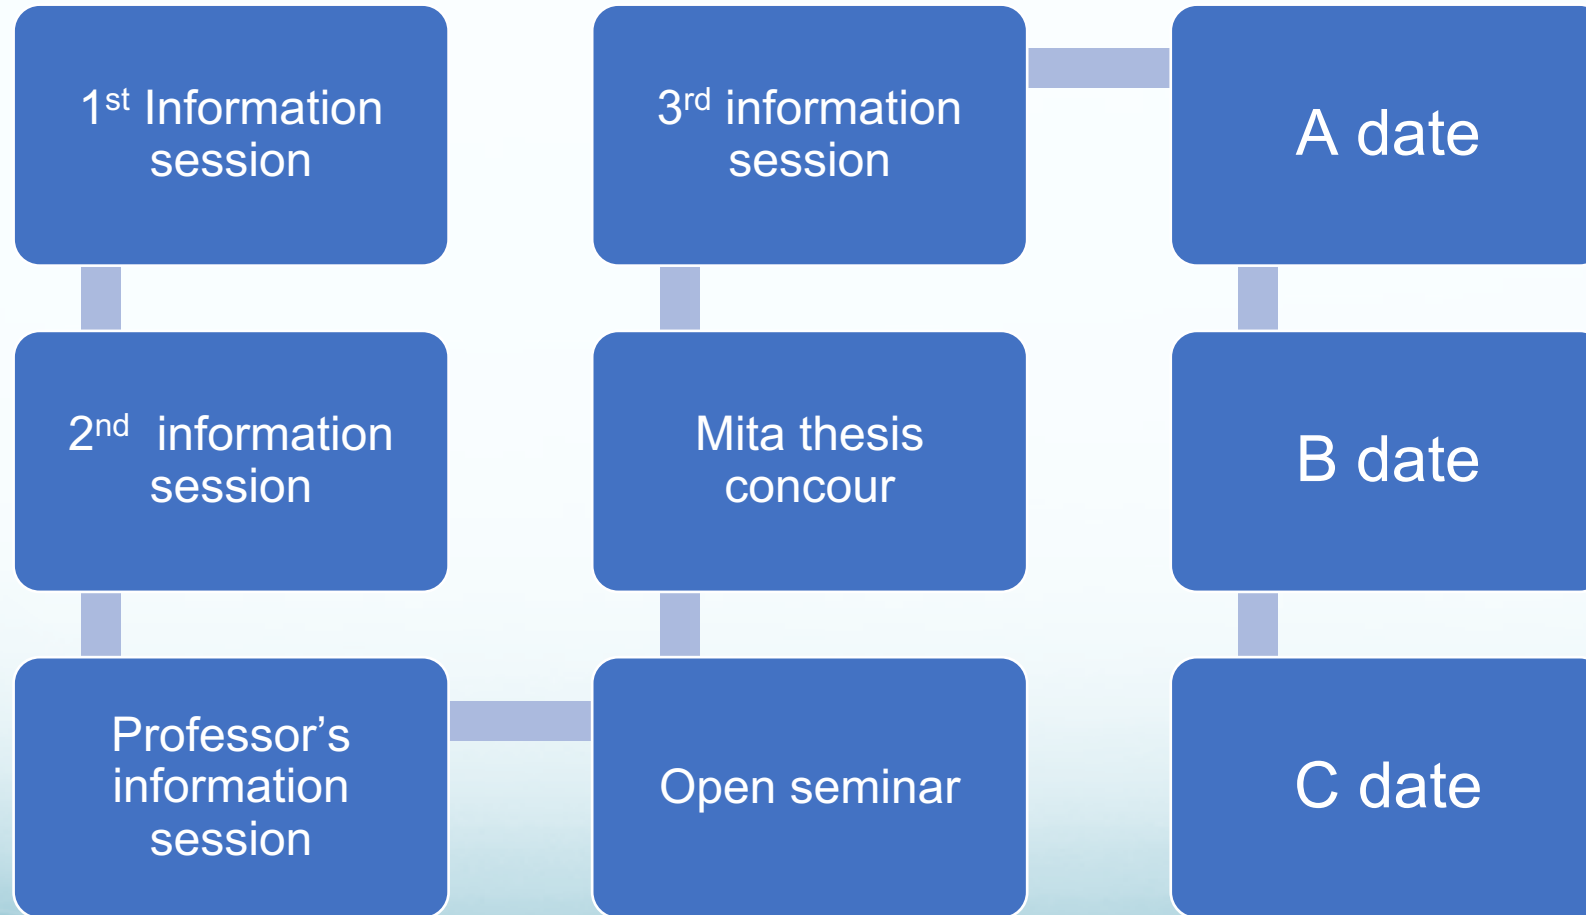 1st Information
session
2nd  information
session
Professor’s
information
session
Open seminar
Mita thesis
concour
3rd information
session
A date
B date
C date